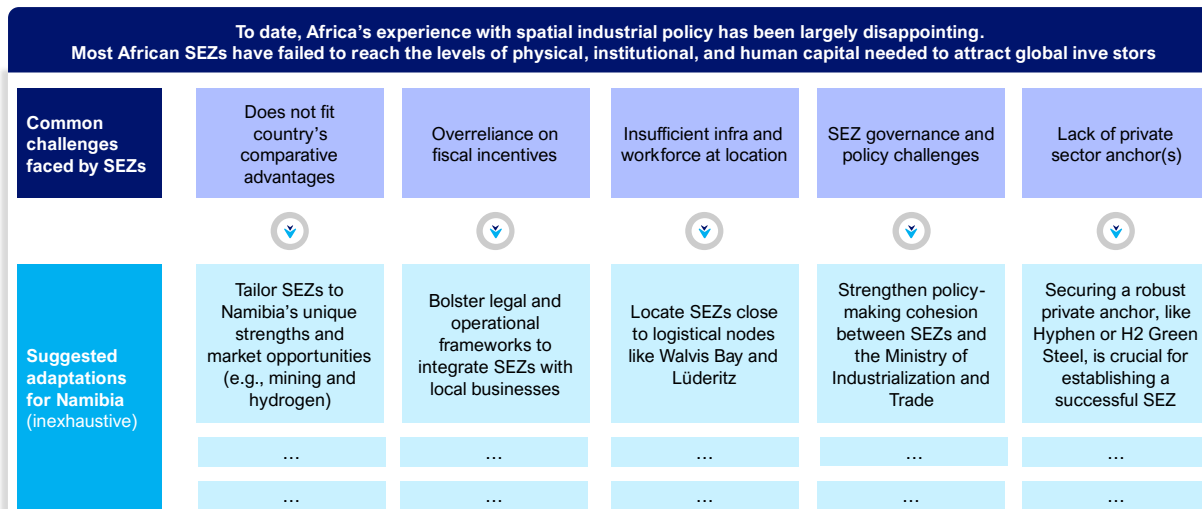 To date, Africa's experience with spatial industrial policy has been largely disappointing.
Most African SEZs have failed to reach the levels of physical, institutional, and human capital needed to attract global inve stors
Common
challenges
faced by SEZs
Does not fit
country's
comparative
advantages
Overreliance on
fiscal incentives
Insufficient infra and
workforce at location
SEZ governance and
policy challenges
Lack of private
sector anchor(s)
Suggested
adaptations
for Namibia
(inexhaustive)
Tailor SEZs to
Namibia's unique
strengths and
market opportunities
(e.g., mining and
hydrogen)
Bolster legal and
operational
frameworks to
integrate SEZs with
local businesses
Locate SEZs close
to logistical nodes
like Walvis Bay and
Lüderitz
Strengthen policy-
making cohesion
between SEZs and
the Ministry of
Industrialization and
Trade
Securing a robust
private anchor, like
Hyphen or H2 Green
Steel, is crucial for
establishing a
successful SEZ
… … … … …
… … … … …